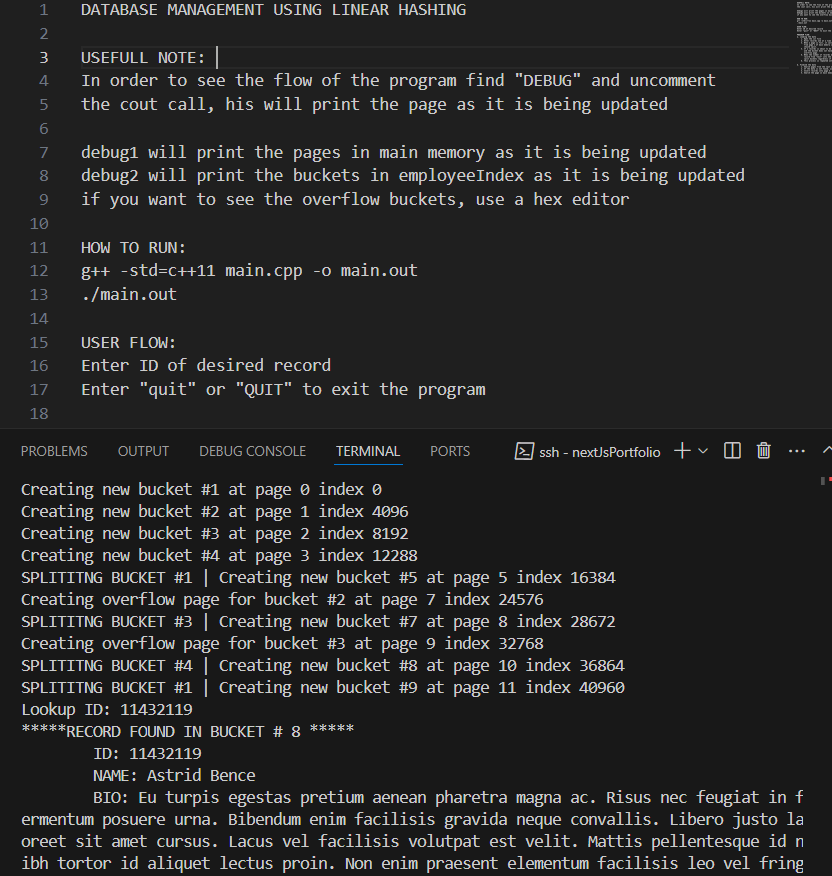 1 DATABASE MANAGEMENT USING LINEAR HASHING
2
3 USEFULL NOTE:
4 In order to see the flow of the program find "DEBUG" and uncomment
5 the cout call, his will print the page as it is being updated
6
7 debug1 will print the pages in main memory as it is being updated
8 debug2 will print the buckets in employeeIndex as it is being updated
9 if you want to see the overflow buckets, use a hex editor
10
11 HOW TO RUN:
12 g++ -std=c++11 main.cpp -o main.out
13 ./main.out
14
15 USER FLOW:
16 Enter ID of desired record
17 Enter "quit" or "QUIT" to exit the program
18
PROBLEMS OUTPUT DEBUG CONSOLE TERMINAL PORTS ssh - nextJsPortfolio
Creating new bucket #1 at page 0 index 0
Creating new bucket #2 at page 1 index 4096
Creating new bucket #3 at page 2 index 8192
Creating new bucket #4 at page 3 index 12288
SPLITITNG BUCKET #1 | Creating new bucket #5 at page 5 index 16384
Creating overflow page for bucket #2 at page 7 index 24576
SPLITITNG BUCKET #3 | Creating new bucket #7 at page 8 index 28672
Creating overflow page for bucket #3 at page 9 index 32768
SPLITITNG BUCKET #4 | Creating new bucket #8 at page 10 index 36864
SPLITITNG BUCKET #1 | Creating new bucket #9 at page 11 index 40960
Lookup ID: 11432119
*****RECORD FOUND IN BUCKET # 8 *****
ID: 11432119
NAME: Astrid Bence
BIO: Eu turpis egestas pretium aenean pharetra magna ac. Risus nec feugiat in f
ermentum posuere urna. Bibendum enim facilisis gravida neque convallis. Libero justo la
oreet sit amet cursus. Lacus vel facilisis volutpat est velit. Mattis pellentesque id n
ibh tortor id aliquet lectus proin. Non enim praesent elementum facilisis leo vel fring